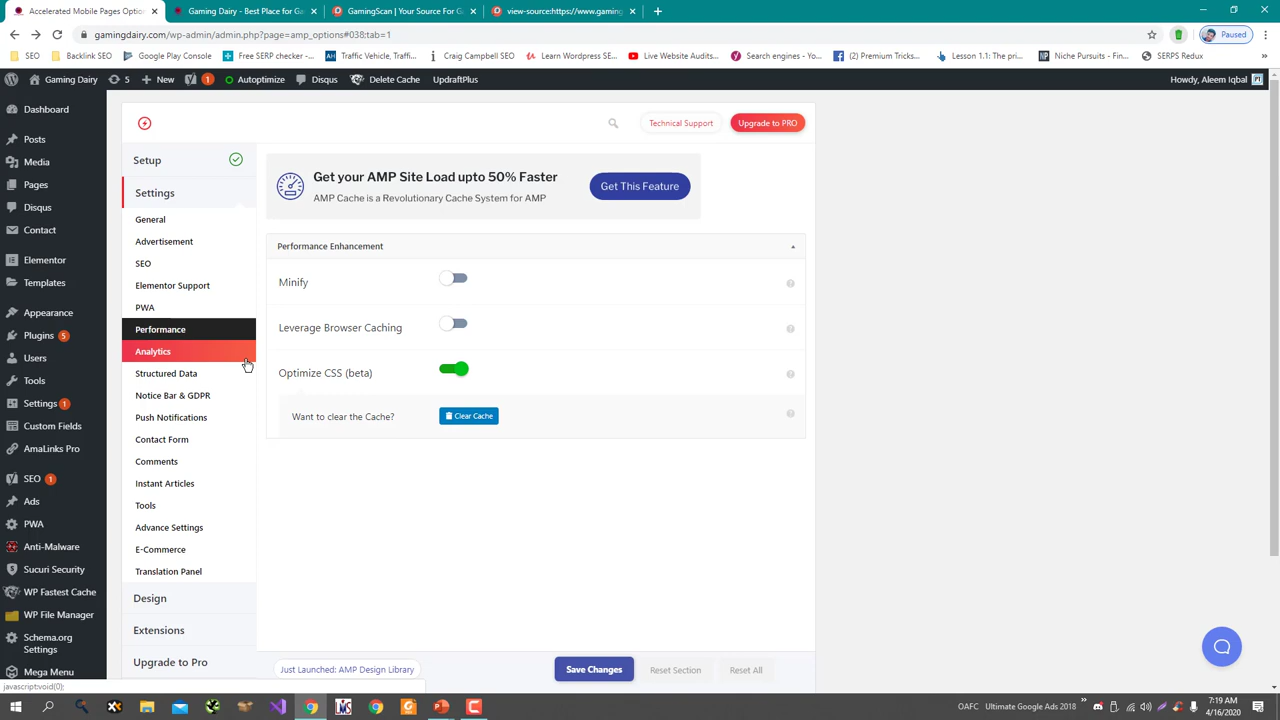 Accelerated Mobile Pages Options
Gaming Dairy - Best Place for Ga
GamingScan | Your Source For G
view-source:https://www.gaming
gamingdairy.com/wp-admin/admin.php?page=amp_options#038;tab=1
Paused
SEO
Backlink SEO
Google Play Console
Free SERP checker -...
Traffic Vehicle, Traffi...
Craig Campbell SEO
Learn Wordpress SE...
Live Website Audits...
Search engines - Yo...
(2) Premium Tricks...
Lesson 1.1: The pri...
Niche Pursuits - Fin...
SERPS Redux
»
Gaming Dairy
5
New
1
Autoptimize
Disqus
Delete Cache
UpdraftPlus
Howdy, Aleem Iqbal
Dashboard
Posts
Media
Pages
Disqus
Contact
Elementor
Templates
Appearance
Plugins 5
Users
Tools
Settings 1
Custom Fields
AmaLinks Pro
SEO 1
Ads
PWA
Anti-Malware
Sucuri Security
WP Fastest Cache
WP File Manager
Schema.org
Settings
Mega Menu
Technical Support
Upgrade to PRO
Setup
Settings
General
Advertisement
SEO
Elementor Support
PWA
Performance
Analytics
Structured Data
Notice Bar & GDPR
Push Notifications
Contact Form
Comments
Instant Articles
Tools
Advance Settings
E-Commerce
Translation Panel
Design
Extensions
Upgrade to Pro
Get your AMP Site Load upto 50% Faster
AMP Cache is a Revolutionary Cache System for AMP
Get This Feature
Performance Enhancement
Minify
Leverage Browser Caching
Optimize CSS (beta)
Want to clear the Cache?
Clear Cache
Just Launched: AMP Design Library
Save Changes
Reset Section
Reset All
javascript:void(0);
OAFC
Ultimate Google Ads 2018
»
7:19 AM
4/16/2020